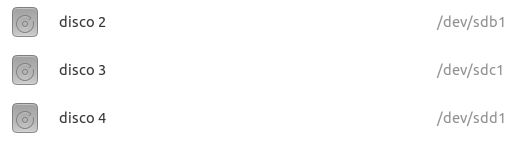 disco 2 /dev/sdb1
disco 3 /dev/sdc1
disco 4 /dev/sdd1